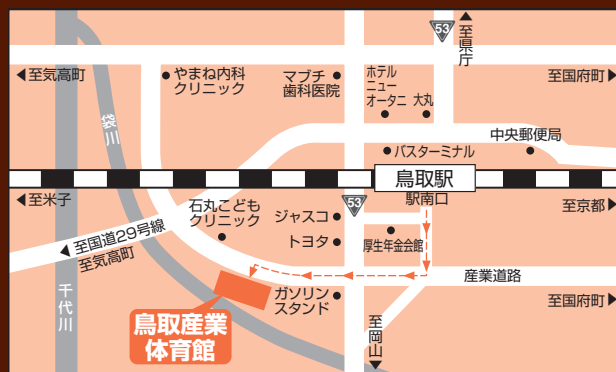 53
至県庁
至気高町
やまね内科
クリニック
マブチ
歯科医院
ホテル
ニュー
オータニ
大丸
至国府町
袋川
中央郵便局
バスターミナル
鳥取駅
駅南口
至米子
石丸こども
クリニック
ジャスコ
53
至京都
トヨタ
厚生年金会館
至国道29号線
至気高町
産業道路
千代川
ガソリン
スタンド
至国府町
鳥取産業
体育館
至岡山